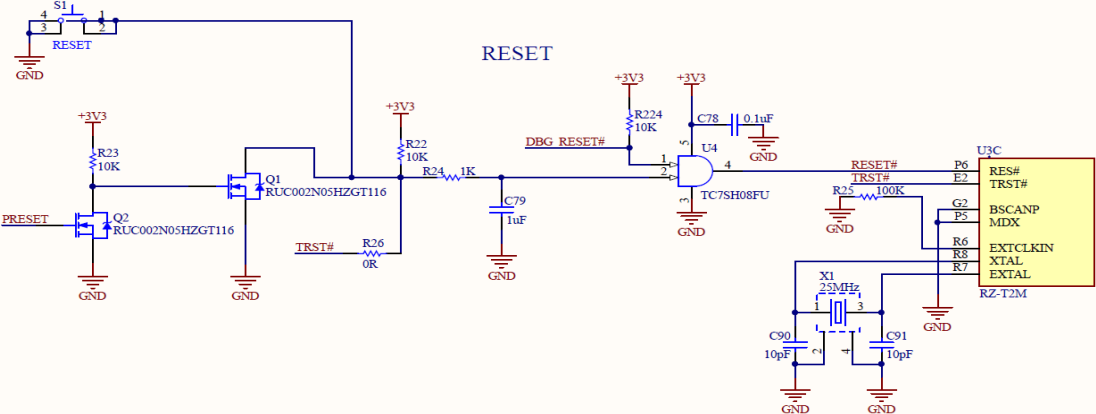 S1
4 1
3 2
RESET
GND
RESET
+3V3
R23
10K
PRESET
Q2
RUC002N05HZGT116
GND
Q1
RUC002N05HZGT116
GND
+3V3
R22
10K
R24 1K
TRST#
R26
0R
C79
1uF
GND
+3V3
R224
10K
DBG_RESET#
+3V3
C78 0.1uF
GND
5
U4
1
2
4
3
TC7SH08FU
GND
U3C
RESET# P6 RES#
TRST# E2 TRST#
R25 100K
GND
G2 BSCANP
P5 MDX
R6 EXTCLKIN
R8 XTAL
R7 EXTAL
RZ-T2M
GND
X1
25MHz
1 3
2 4
C90
10pF
GND
C91
10pF
GND